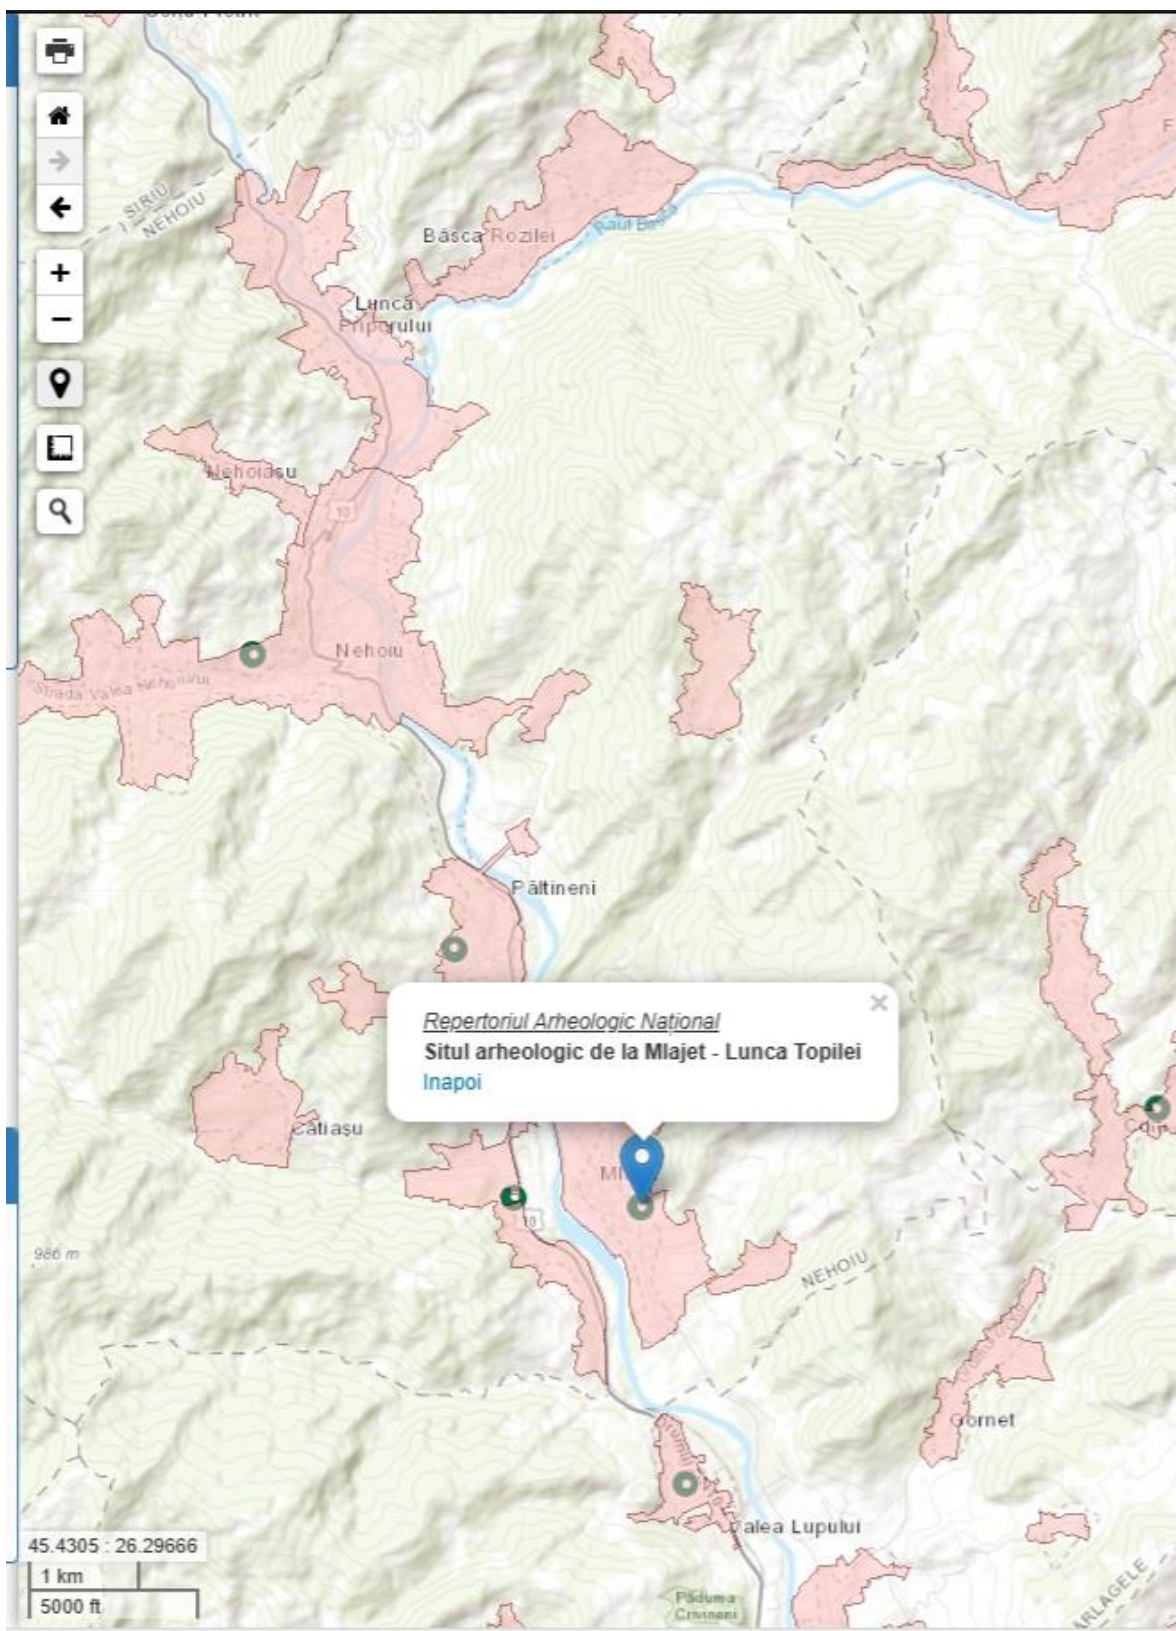 SIRIU
NEHOIU
Râul Bâsca
Bâsca Rozilei
Lunca
Priporului
Nehoiașu
10
Nehoiu
Strada Valea Nehoiului
Păltineni
Repertoriul Arheologic Național
×
Situl arheologic de la Mlajet - Lunca Topilei
Inapoi
Cătiașu
10
986 m
NEHOIU
Gornet
Valea Lupului
45.4305 : 26.29666
1 km
5000 ft
Pădurea
Crivineni
ÂRLAGELE